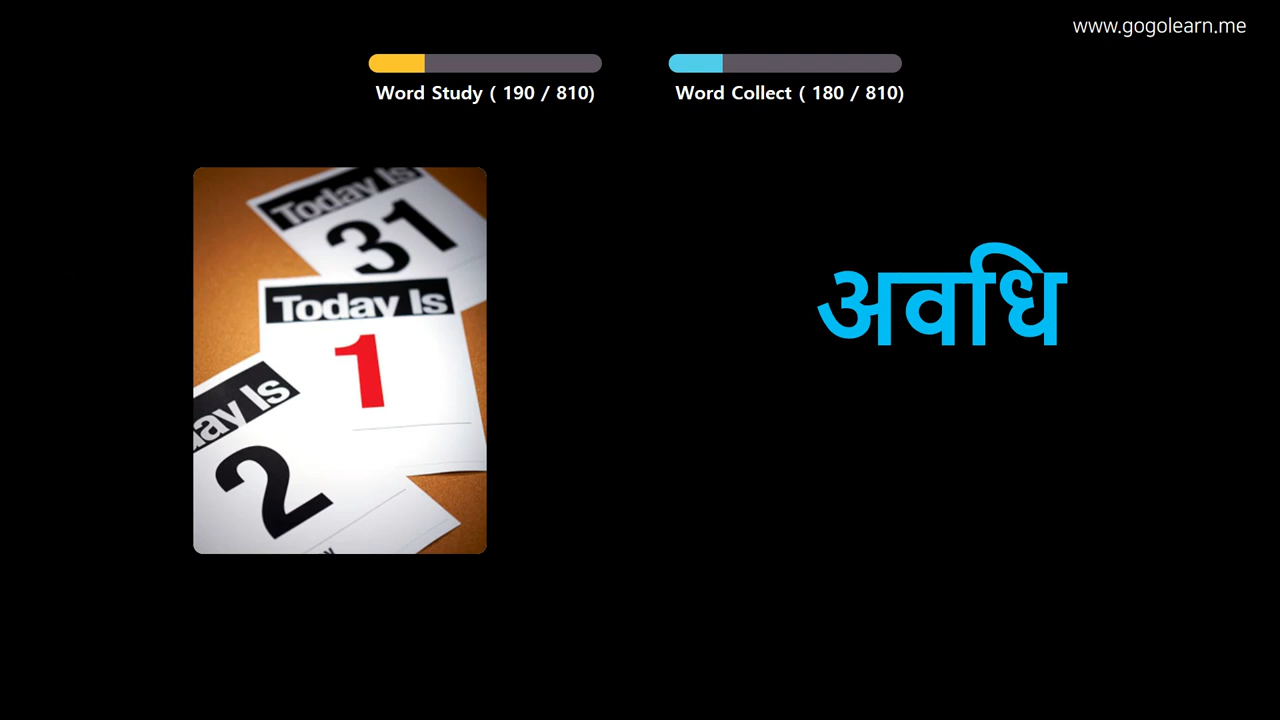 www.gogolearn.me
Word Study ( 190 / 810)
Word Collect ( 180 / 810)
Today Is
31
Today Is
1
ay Is
2
अवधि